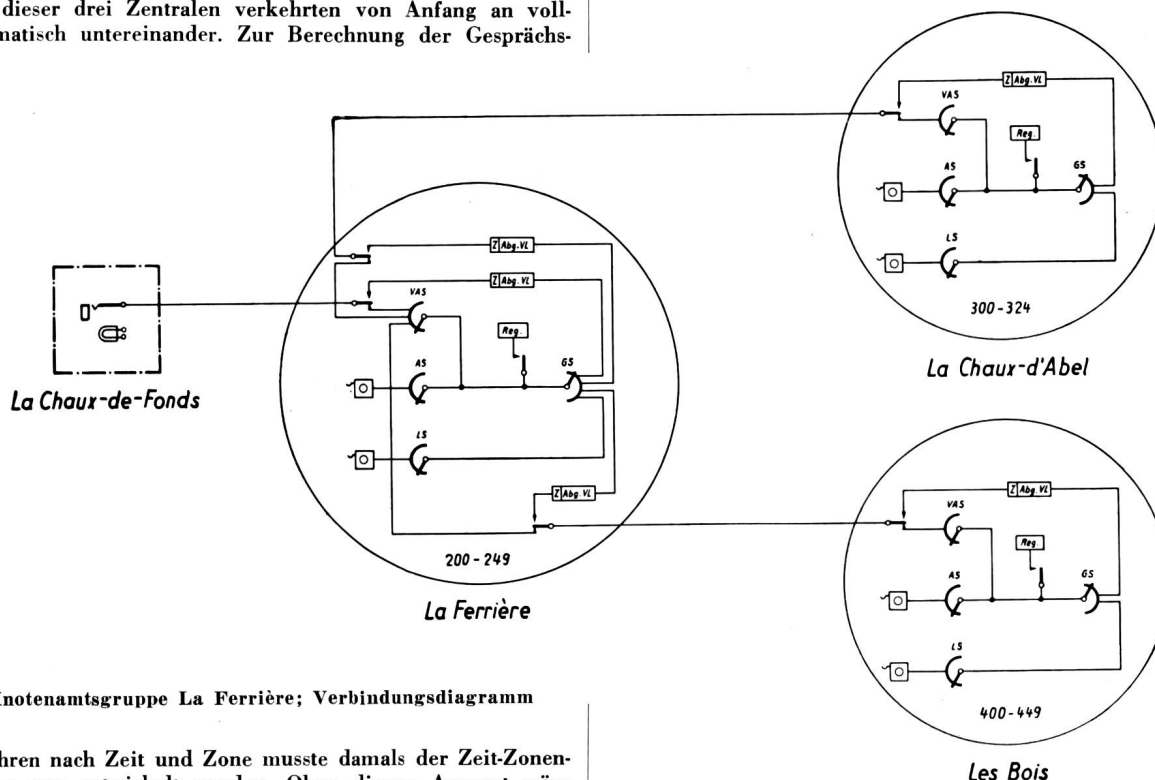 dieser drei Zentralen verkehrten von Anfang an voll-
matisch untereinander. Zur Berechnung der Gesprächs-
La Chaux-de-Fonds
Z Abg. VL
Z Abg. VL
VAS
Reg.
AS
GS
LS
Z Abg. VL
200-249
La Ferrière
Z Abg. VL
VAS
Reg.
AS
GS
LS
300-324
La Chaux-d'Abel
Z Abg. VL
VAS
Reg.
AS
GS
LS
400-449
Les Bois
notenamtsgruppe La Ferrière; Verbindungsdiagramm
hren nach Zeit und Zone musste damals der Zeit-Zonen-